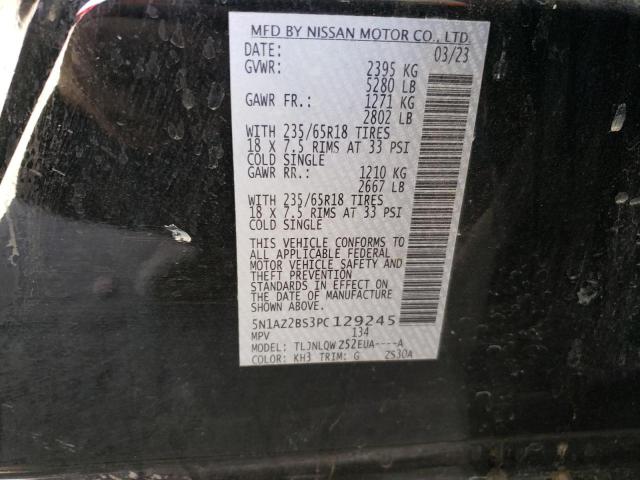 MFD BY NISSAN MOTOR CO., LTD.
DATE: 03/23
GVWR: 2395 KG
5280 LB
GAWR FR.: 1271 KG
2802 LB
WITH 235/65R18 TIRES
18 X 7.5 RIMS AT 33 PSI
COLD SINGLE
GAWR RR.: 1210 KG
2667 LB
WITH 235/65R18 TIRES
18 X 7.5 RIMS AT 33 PSI
COLD SINGLE
THIS VEHICLE CONFORMS TO
ALL APPLICABLE FEDERAL
MOTOR VEHICLE SAFETY AND
THEFT PREVENTION
STANDARDS IN EFFECT ON
THE DATE OF MANUFACTURE
SHOWN ABOVE.
5N1AZ2BS3PC129245
MPV 134
MODEL: TLJNLQWZ52EUA----A
COLOR: KH3 TRIM: G ZS30A